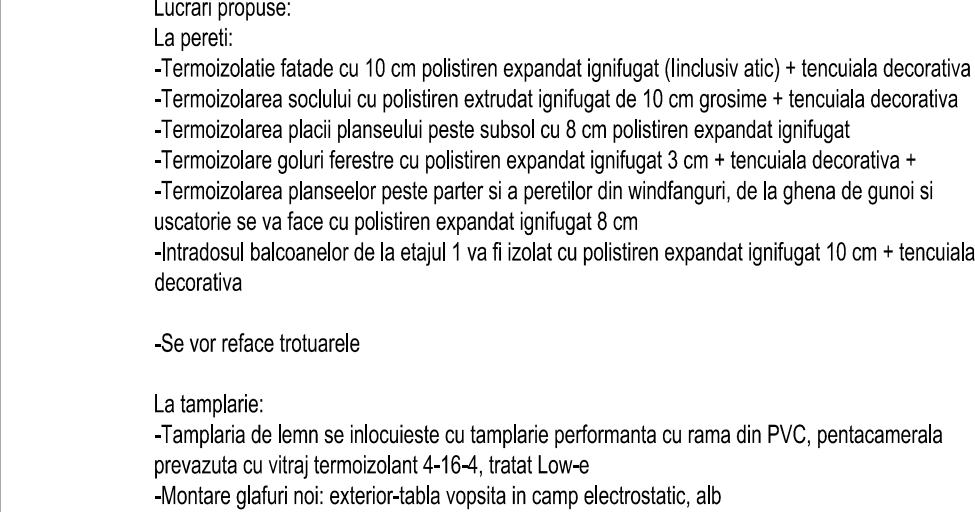 Lucrari propuse:
La pereti:
-Termoizolatie fatade cu 10 cm polistiren expandat ignifugat (Iinclusiv atic) + tencuiala decorativa
-Termoizolarea soclului cu polistiren extrudat ignifugat de 10 cm grosime + tencuiala decorativa
-Termoizolarea placii planseului peste subsol cu 8 cm polistiren expandat ignifugat
-Termoizolare goluri ferestre cu polistiren expandat ignifugat 3 cm + tencuiala decorativa +
-Termoizolarea planseelor peste parter si a peretilor din windfanguri, de la ghena de gunoi si
uscatorie se va face cu polistiren expandat ignifugat 8 cm
-Intradosul balcoanelor de la etajul 1 va fi izolat cu polistiren expandat ignifugat 10 cm + tencuiala
decorativa
-Se vor reface trotuarele
La tamplarie:
-Tamplaria de lemn se inlocuieste cu tamplarie performanta cu rama din PVC, pentacamerala
prevazuta cu vitraj termoizolant 4-16-4, tratat Low-e
-Montare glafuri noi: exterior-tabla vopsita in camp electrostatic, alb